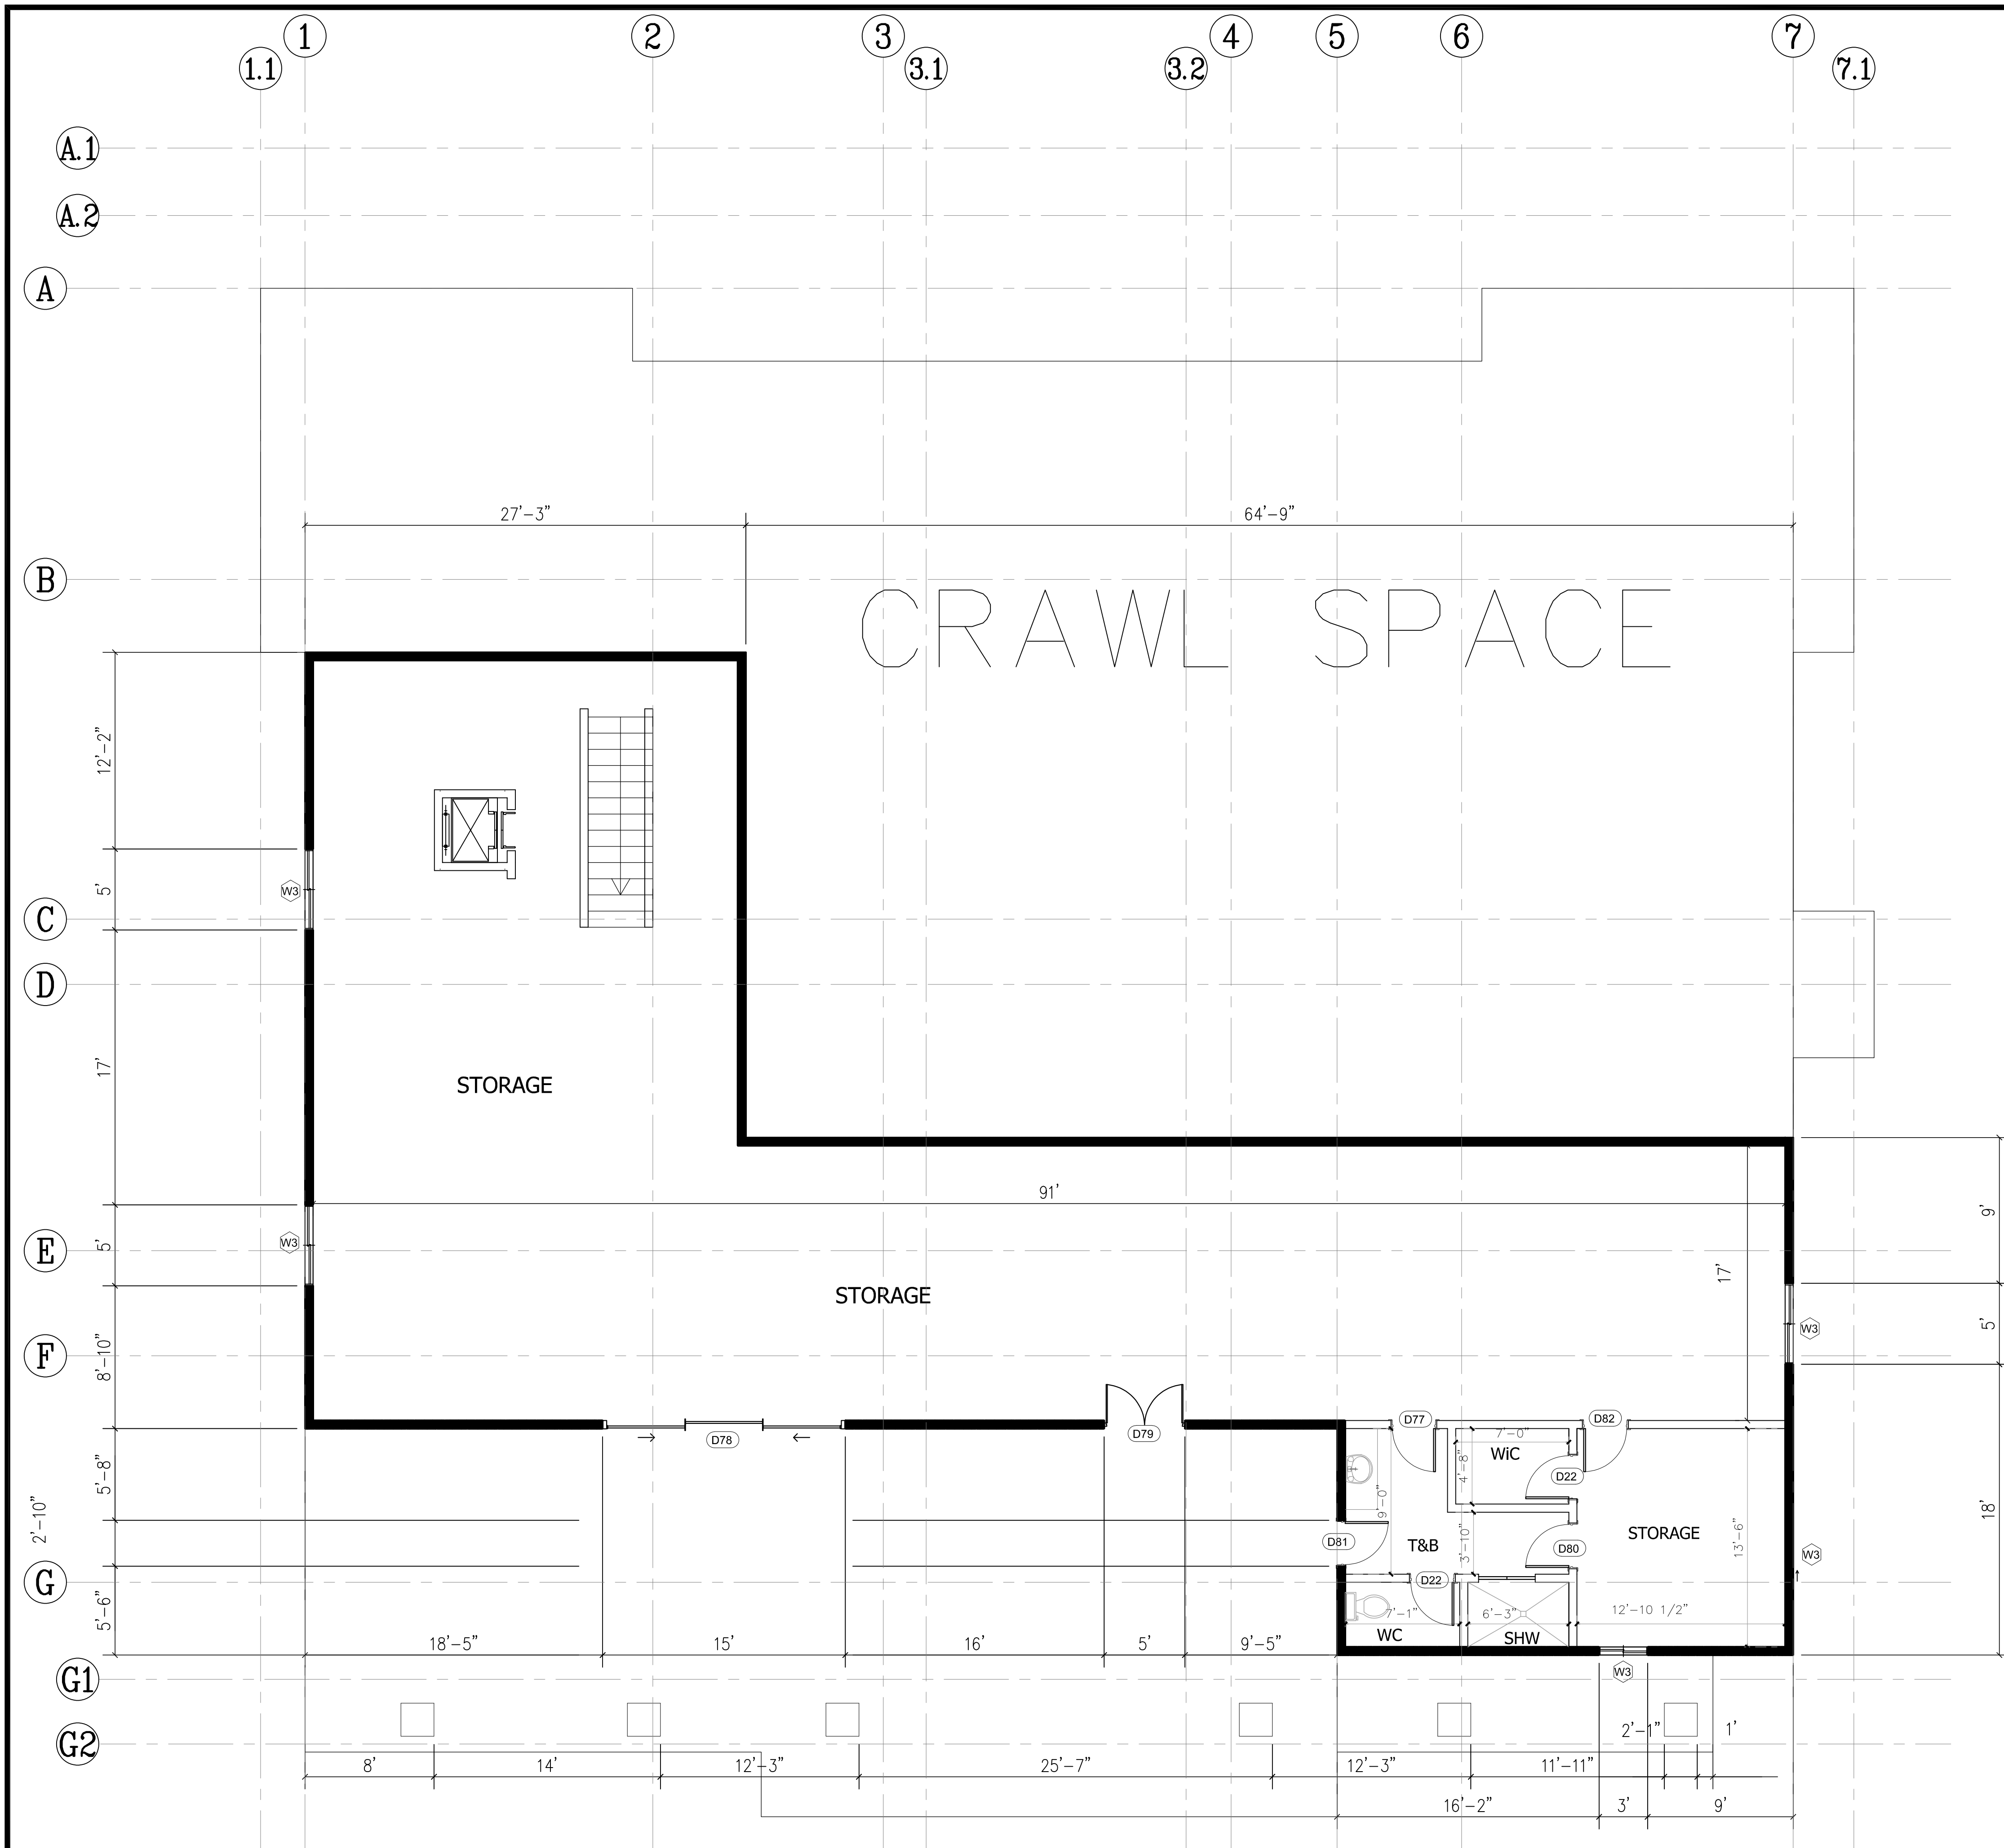 1 2 3 4 5 6 7
1.1 3.1 3.2 7.1
A.1
A.2
A
27'-3" 64'-9"
B
CRAWL SPACE
12'-2"
5'
W3
C
D
17'
STORAGE
91'
9'
W3
5'
E
STORAGE
17'
5'
W3
F
8'-10"
D78
D79
D77
D82
7'-0"
WiC
4'-8"
D22
5'-8"
9'-0"
2'-10"
D81
T&B
3'-10"
D80
STORAGE
13'-6"
18'
W3
G
D22
5'-6"
7'-1"
6'-3"
12'-10 1/2"
WC
SHW
18'-5" 15' 16' 5' 9'-5"
W3
G1
2'-1" 1'
G2
8' 14' 12'-3" 25'-7" 12'-3" 11'-11"
16'-2" 3' 9'